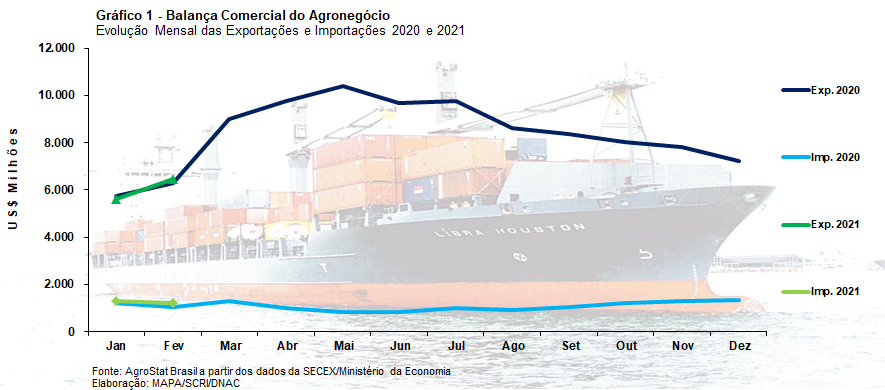 Gráfico 1 - Balança Comercial do Agronegócio
Evolução Mensal das Exportações e Importações 2020 e 2021
US$ Milhões
12.000
10.000
8.000
6.000
4.000
2.000
0
Jan Fev Mar Abr Mai Jun Jul Ago Set Out Nov Dez
Exp. 2020
Imp. 2020
Exp. 2021
Imp. 2021
LIBRA HOUSTON
Fonte: AgroStat Brasil a partir dos dados da SECEX/Ministério da Economia
Elaboração: MAPA/SCRI/DNAC